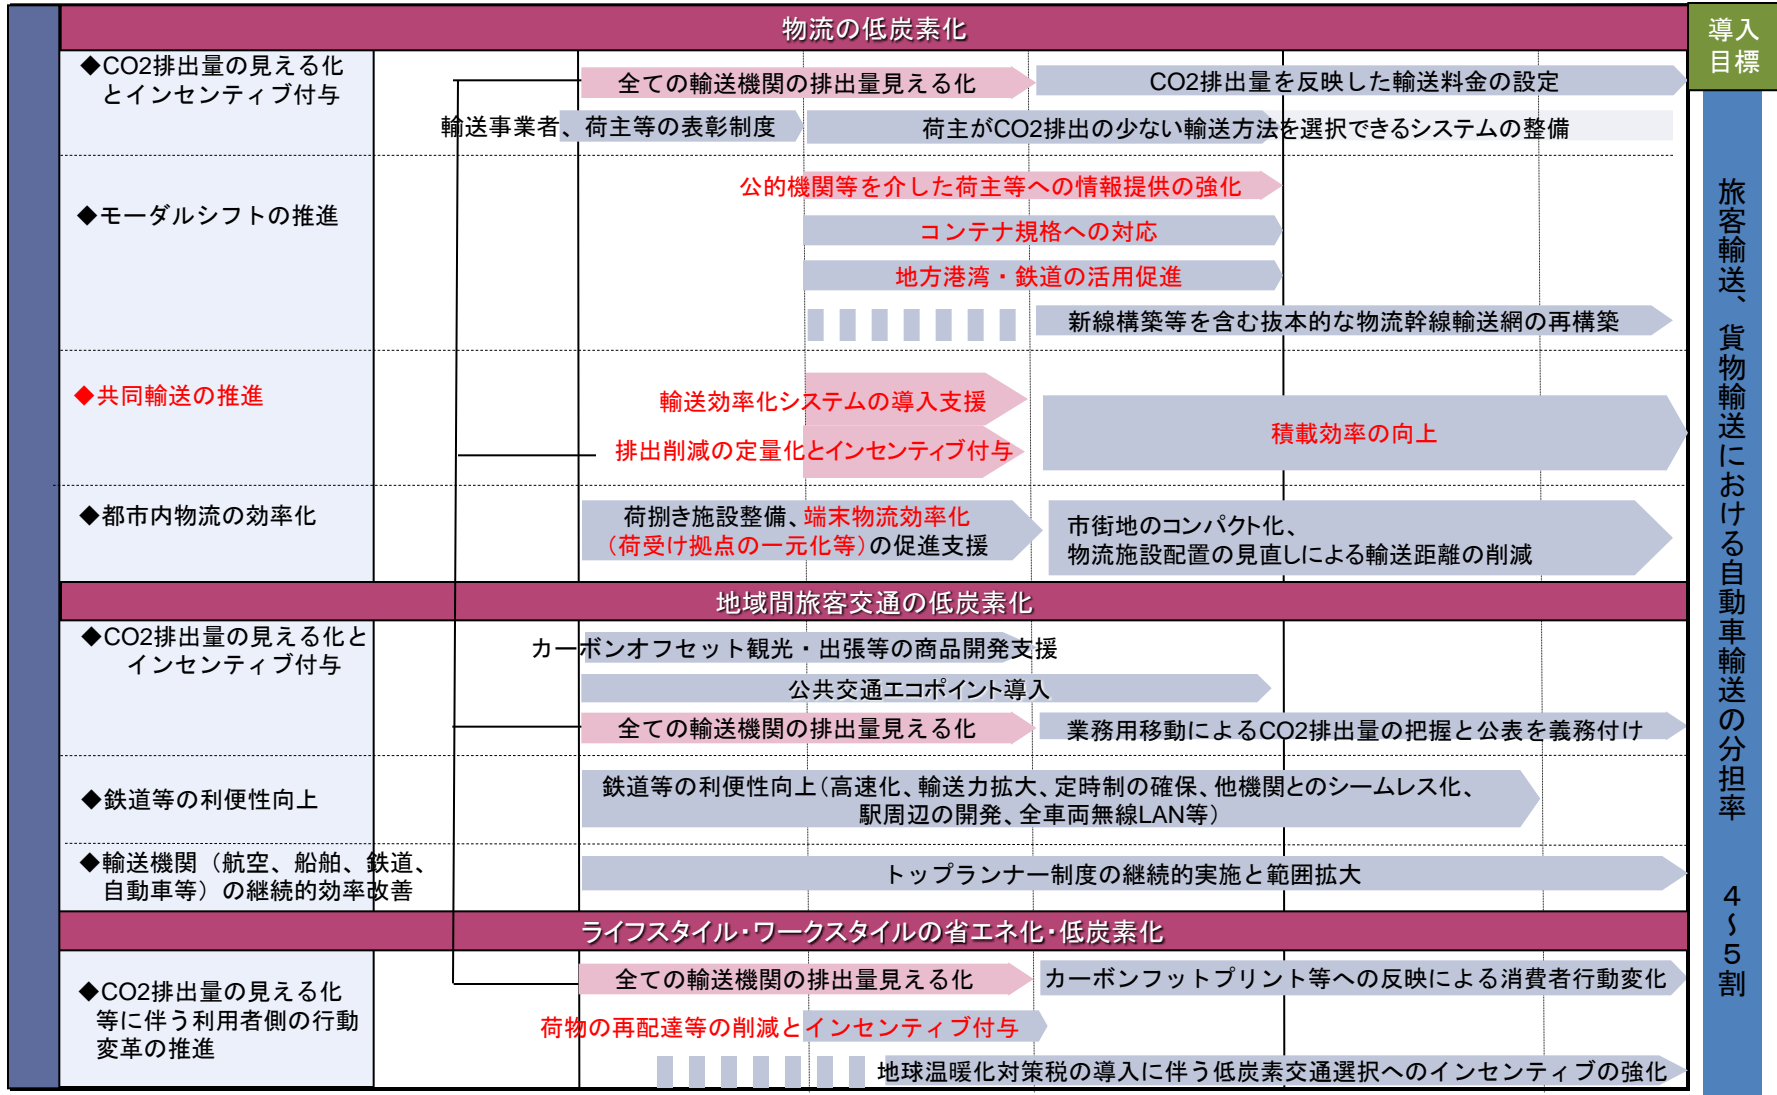 物流の低炭素化
導入
目標
◆CO2排出量の見える化
とインセンティブ付与
全ての輸送機関の排出量見える化
CO2排出量を反映した輸送料金の設定
輸送事業者、荷主等の表彰制度
荷主がCO2排出の少ない輸送方法を選択できるシステムの整備
◆モーダルシフトの推進
公的機関等を介した荷主等への情報提供の強化
コンテナ規格への対応
地方港湾・鉄道の活用促進
新線構築等を含む抜本的な物流幹線輸送網の再構築
◆共同輸送の推進
輸送効率化システムの導入支援
排出削減の定量化とインセンティブ付与
積載効率の向上
◆都市内物流の効率化
荷捌き施設整備、端末物流効率化
（荷受け拠点の一元化等）の促進支援
市街地のコンパクト化、
物流施設配置の見直しによる輸送距離の削減
地域間旅客交通の低炭素化
◆CO2排出量の見える化と
インセンティブ付与
カーボンオフセット観光・出張等の商品開発支援
公共交通エコポイント導入
全ての輸送機関の排出量見える化
業務用移動によるCO2排出量の把握と公表を義務付け
◆鉄道等の利便性向上
鉄道等の利便性向上（高速化、輸送力拡大、定時制の確保、他機関とのシームレス化、
駅周辺の開発、全車両無線LAN等）
◆輸送機関（航空、船舶、鉄道、
自動車等）の継続的効率改善
トップランナー制度の継続的実施と範囲拡大
ライフスタイル・ワークスタイルの省エネ化・低炭素化
◆CO2排出量の見える化
等に伴う利用者側の行動
変革の推進
全ての輸送機関の排出量見える化
カーボンフットプリント等への反映による消費者行動変化
荷物の再配達等の削減とインセンティブ付与
地球温暖化対策税の導入に伴う低炭素交通選択へのインセンティブの強化
旅客輸送、貨物輸送における自動車輸送の分担率　４～５割